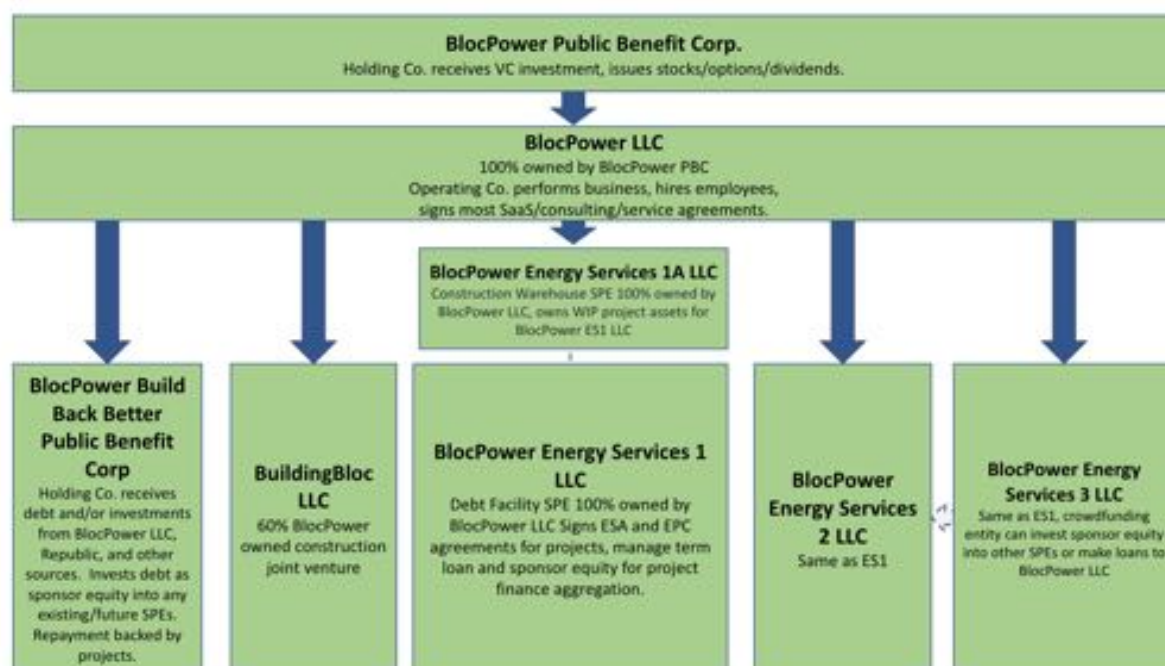 BlocPower Public Benefit Corp.
Holding Co. receives VC investment, issues stocks/options/dividends.
BlocPower LLC
100% owned by BlocPower PBC
Operating Co. performs business, hires employees,
signs most SaaS/consulting/service agreements.
BlocPower Energy Services 1A LLC
Construction Warehouse SPE 100% owned by
BlocPower LLC, owns WIP project assets for
BlocPower ES1 LLC
BlocPower Build
Back Better
Public Benefit
Corp
Holding Co. receives
debt and/or investments
from BlocPower LLC,
Republic, and other
sources. Invests debt as
sponsor equity into any
existing/future SPEs.
Repayment backed by
projects.
BuildingBloc
LLC
60% BlocPower
owned construction
joint venture
BlocPower Energy Services 1
LLC
Debt Facility SPE 100% owned by
BlocPower LLC Signs ESA and EPC
agreements for projects, manage term
loan and sponsor equity for project
finance aggregation.
BlocPower
Energy Services
2 LLC
Same as ES1
BlocPower Energy
Services 3 LLC
Same as ES1, crowdfunding
entity can invest sponsor equity
into other SPEs or make loans to
BlocPower LLC